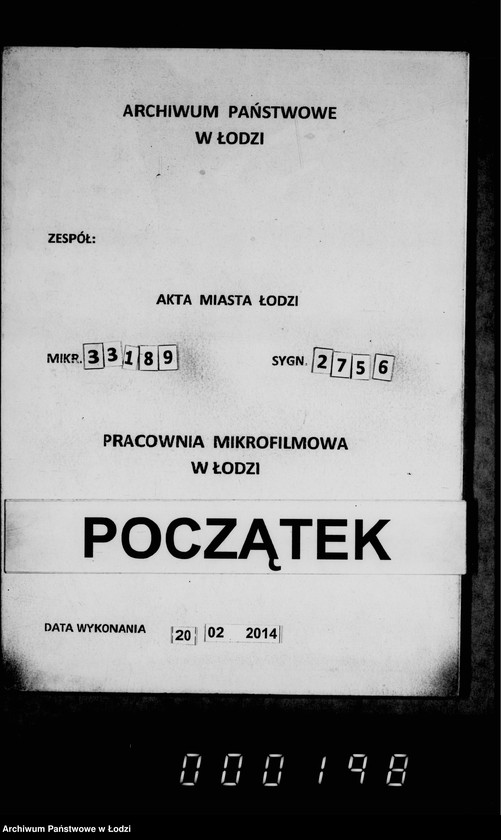 ARCHIWUM PAŃSTWOWE
W ŁODZI
ZESPÓŁ:
AKTA MIASTA ŁODZI
MIKR. 33189 SYGN. 2756
PRACOWNIA MIKROFILMOWA
W ŁODZI
POCZĄTEK
DATA WYKONANIA 20 02 2014
000198
Archiwum Państwowe w Łodzi